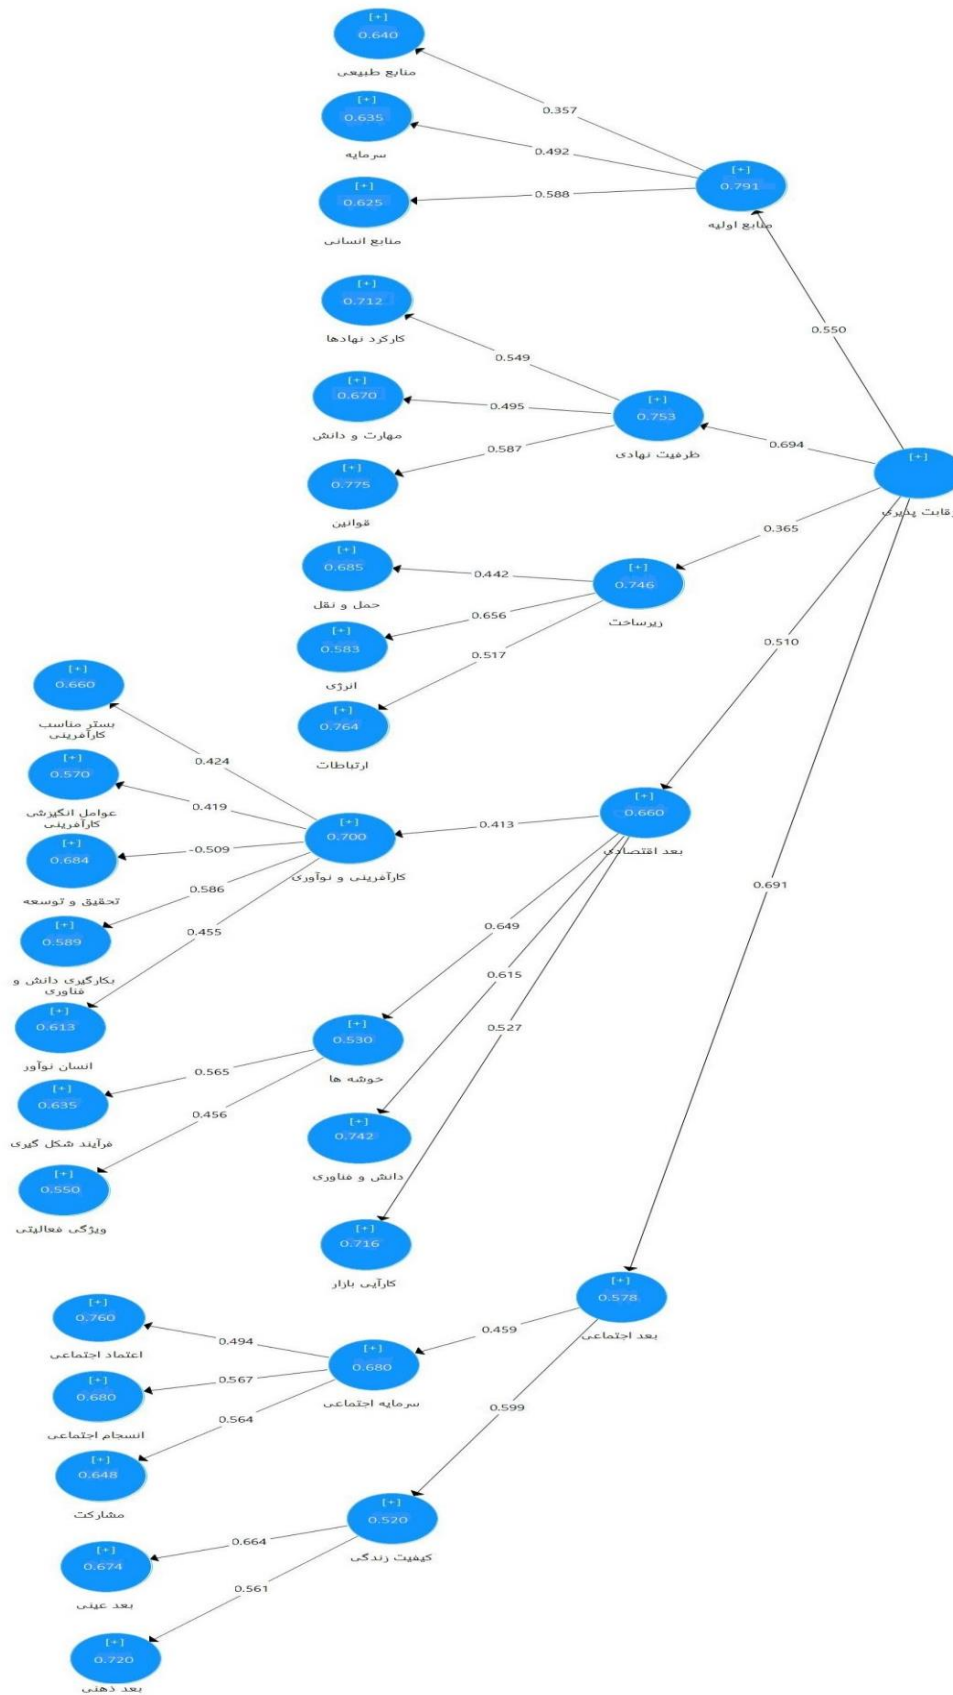 [+]
0.640
منابع طبیعی
[+]
0.635
سرمایه
[+]
0.625
منابع انسانی
0.357
0.492
0.588
[+]
0.791
منابع اولیه
0.550
[+]
0.712
کارکرد نهادها
[+]
0.670
مهارت و دانش
[+]
0.775
قوانین
0.549
0.495
0.587
[+]
0.753
ظرفیت نهادی
0.694
[+]
رقابت پذیری
0.365
[+]
0.685
حمل و نقل
[+]
0.583
انرژی
[+]
0.764
ارتباطات
0.442
0.656
0.517
[+]
0.746
زیرساخت
0.510
0.691
[+]
0.660
بستر مناسب
کارآفرینی
[+]
0.570
عوامل انگیزشی
کارآفرینی
[+]
0.684
تحقیق و توسعه
[+]
0.589
بکارگیری دانش و
فناوری
[+]
0.613
انسان نوآور
0.424
0.419
-0.509
0.586
0.455
[+]
0.700
کارآفرینی و نوآوری
0.413
[+]
0.660
بعد اقتصادی
0.649
0.615
0.527
[+]
0.635
فرآیند شکل گیری
[+]
0.550
ویژگی فعالیتی
0.565
0.456
[+]
0.530
خوشه ها
[+]
0.742
دانش و فناوری
[+]
0.716
کارآیی بازار
[+]
0.578
بعد اجتماعی
0.459
0.599
[+]
0.760
اعتماد اجتماعی
[+]
0.680
انسجام اجتماعی
[+]
0.648
مشارکت
0.494
0.567
0.564
[+]
0.680
سرمایه اجتماعی
[+]
0.520
کیفیت زندگی
0.664
0.561
[+]
0.674
بعد عینی
[+]
0.720
بعد ذهنی